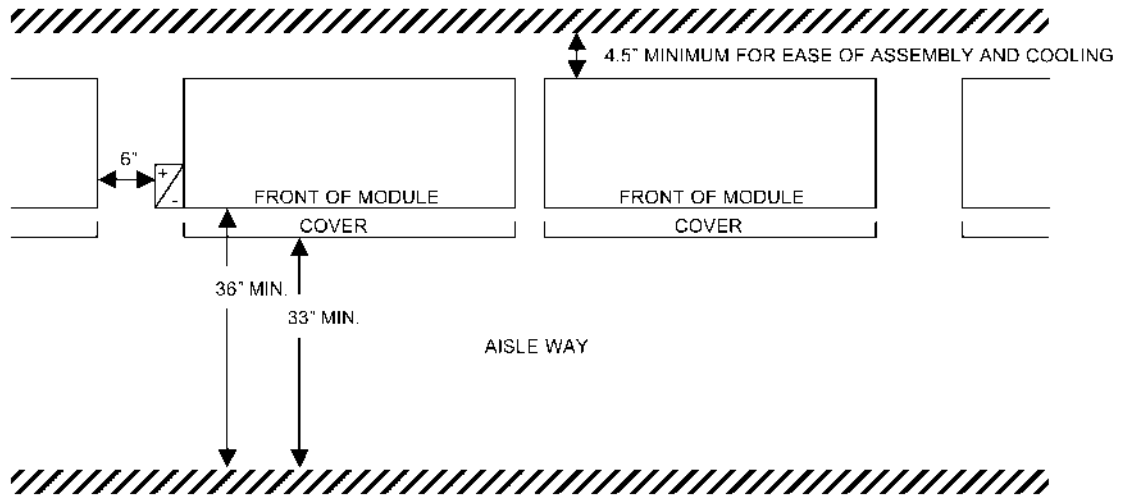 4.5" MINIMUM FOR EASE OF ASSEMBLY AND COOLING
6"
+
-
FRONT OF MODULE
FRONT OF MODULE
COVER
COVER
36" MIN.
33" MIN.
AISLE WAY